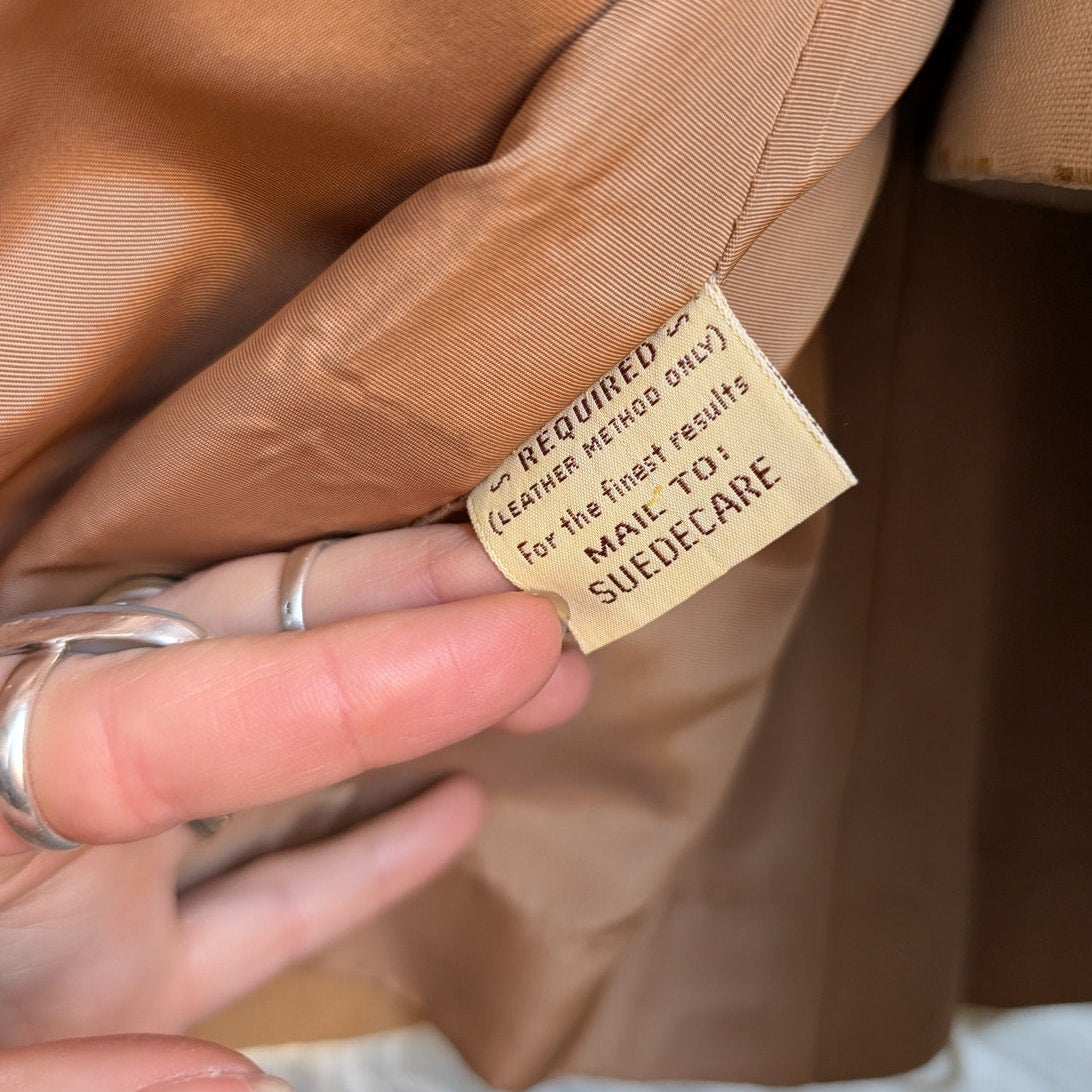 REQUIRED
(LEATHER METHOD ONLY)
For the finest results
MAIL TO:
SUEDECARE